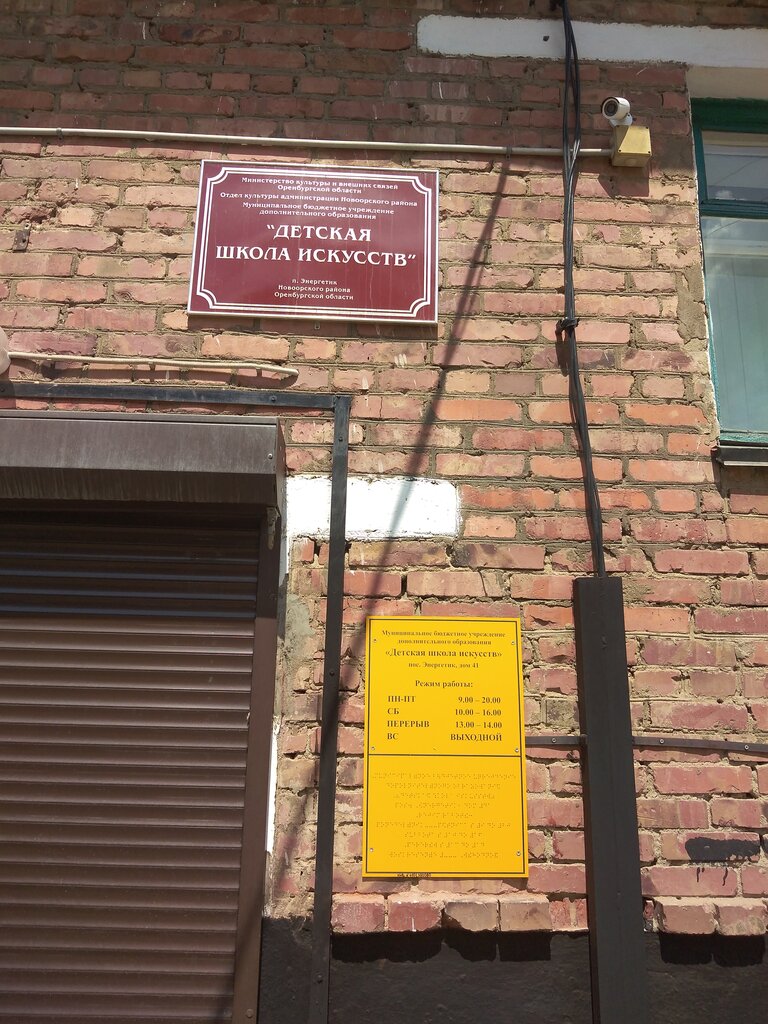 Министерство культуры и внешних связей
Оренбургской области
Отдел культуры администрации Новоорского района
Муниципальное бюджетное учреждение
дополнительного образования
"ДЕТСКАЯ
ШКОЛА ИСКУССТВ"
п. Энергетик
Новоорского района
Оренбургской области
Муниципальное бюджетное учреждение
дополнительного образования
«Детская школа искусств»
пос. Энергетик, дом 41
Режим работы:
ПН-ПТ 9.00 – 20.00
СБ 10.00 – 16.00
ПЕРЕРЫВ 13.00 – 14.00
ВС ВЫХОДНОЙ